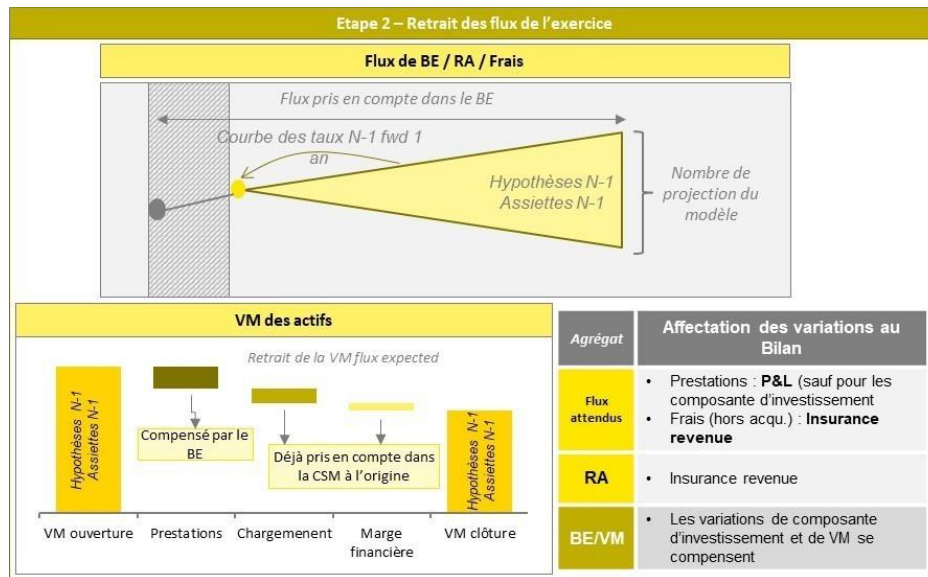 Etape 2 – Retrait des flux de l'exercice
Flux de BE / RA / Frais
Flux pris en compte dans le BE
Courbe des taux N-1 fwd 1
an
Hypothèses N-1
Assiettes N-1
Nombre de
projection du
modèle
VM des actifs
Retrait de la VM flux expected
Hypothèses N-1
Assiettes N-1
Compensé par le
BE
Déjà pris en compte dans
la CSM à l'origine
Hypothèses N-1
Assiettes N-1
VM ouverture
Prestations
Chargemenent
Marge
financière
VM clôture
Agrégat
Affectation des variations au
Bilan
Flux
attendus
• Prestations : P&L (sauf pour les
composante d'investissement
• Frais (hors acqu.) : Insurance
revenue
RA
• Insurance revenue
BE/VM
• Les variations de composante
d'investissement et de VM se
compensent